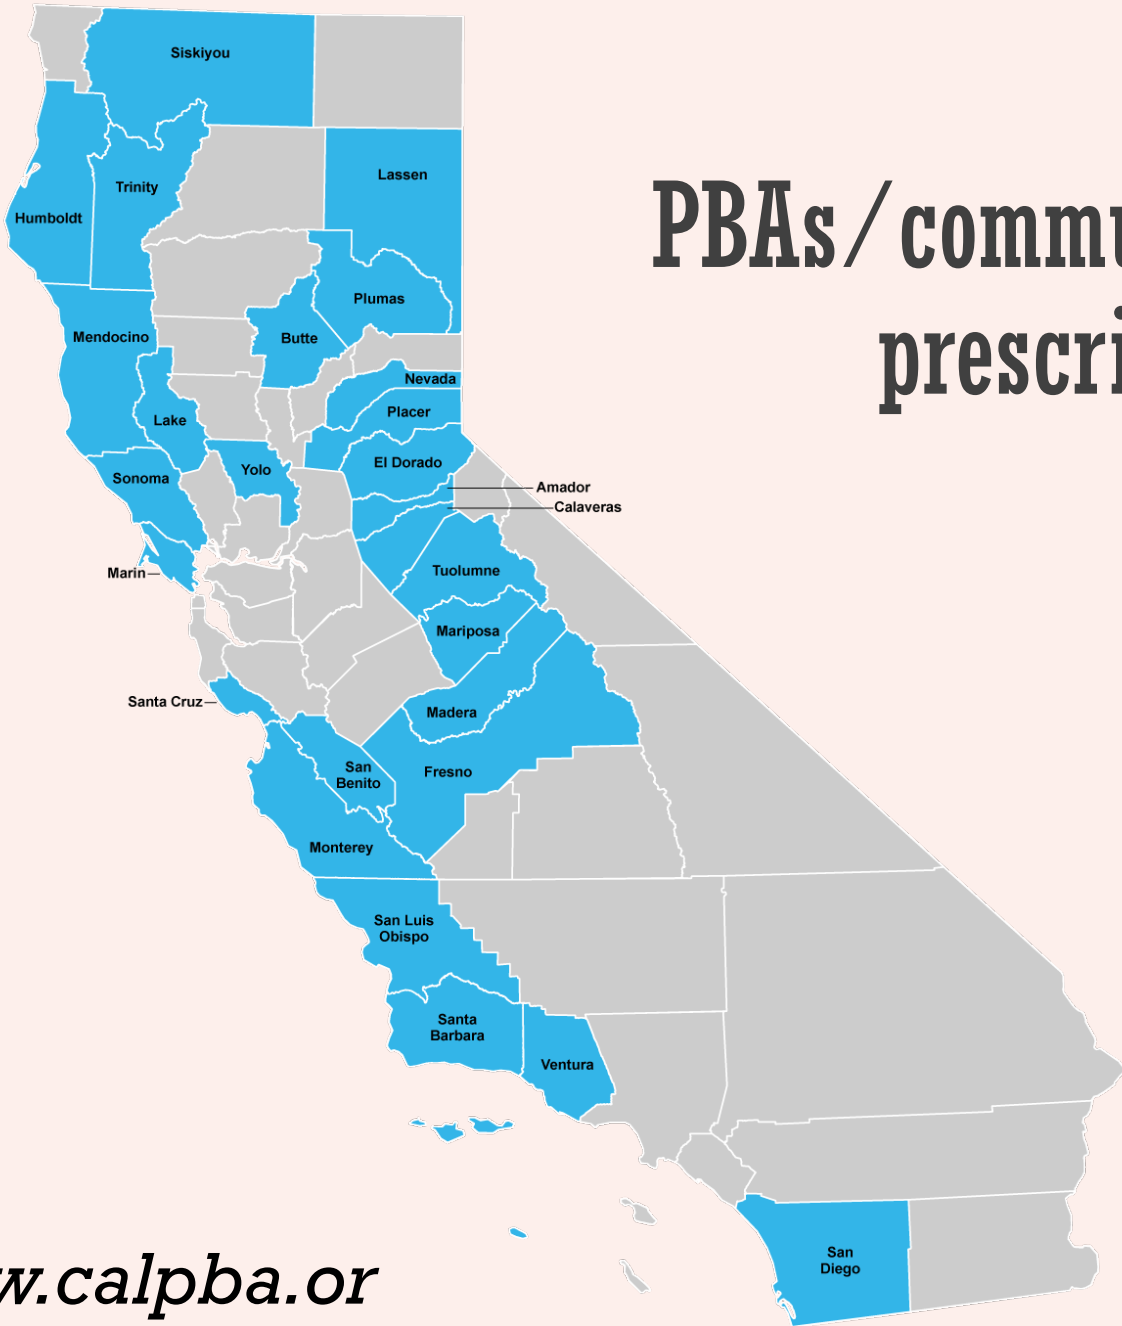 Siskiyou
Lassen
Trinity
Humboldt
PBAs/commu
prescri
Plumas
Mendocino
Butte
Nevada
Placer
Lake
El Dorado
Yolo
Sonoma
Amador
Calaveras
Marin
Tuolumne
Mariposa
Santa Cruz
Madera
San
Benito
Fresno
Monterey
San Luis
Obispo
Santa
Barbara
Ventura
San
Diego
w.calpba.or